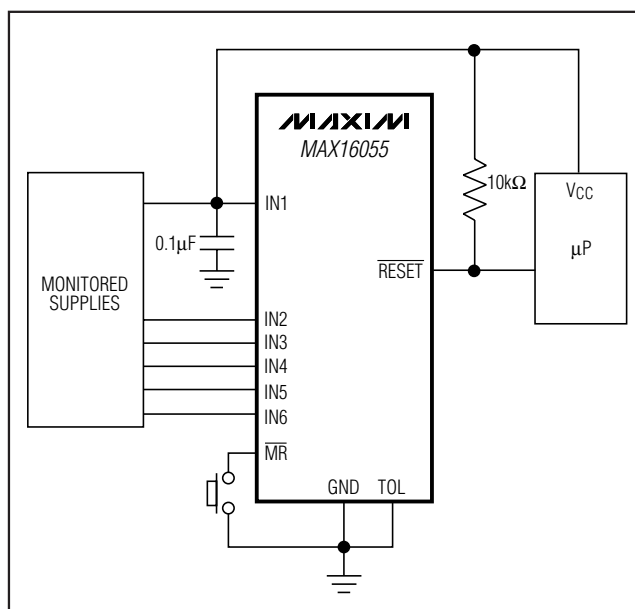 MAXIM
MAX16055
IN1
0.1µF
10kΩ
VCC
µP
RESET
MONITORED
SUPPLIES
IN2
IN3
IN4
IN5
IN6
MR
GND TOL